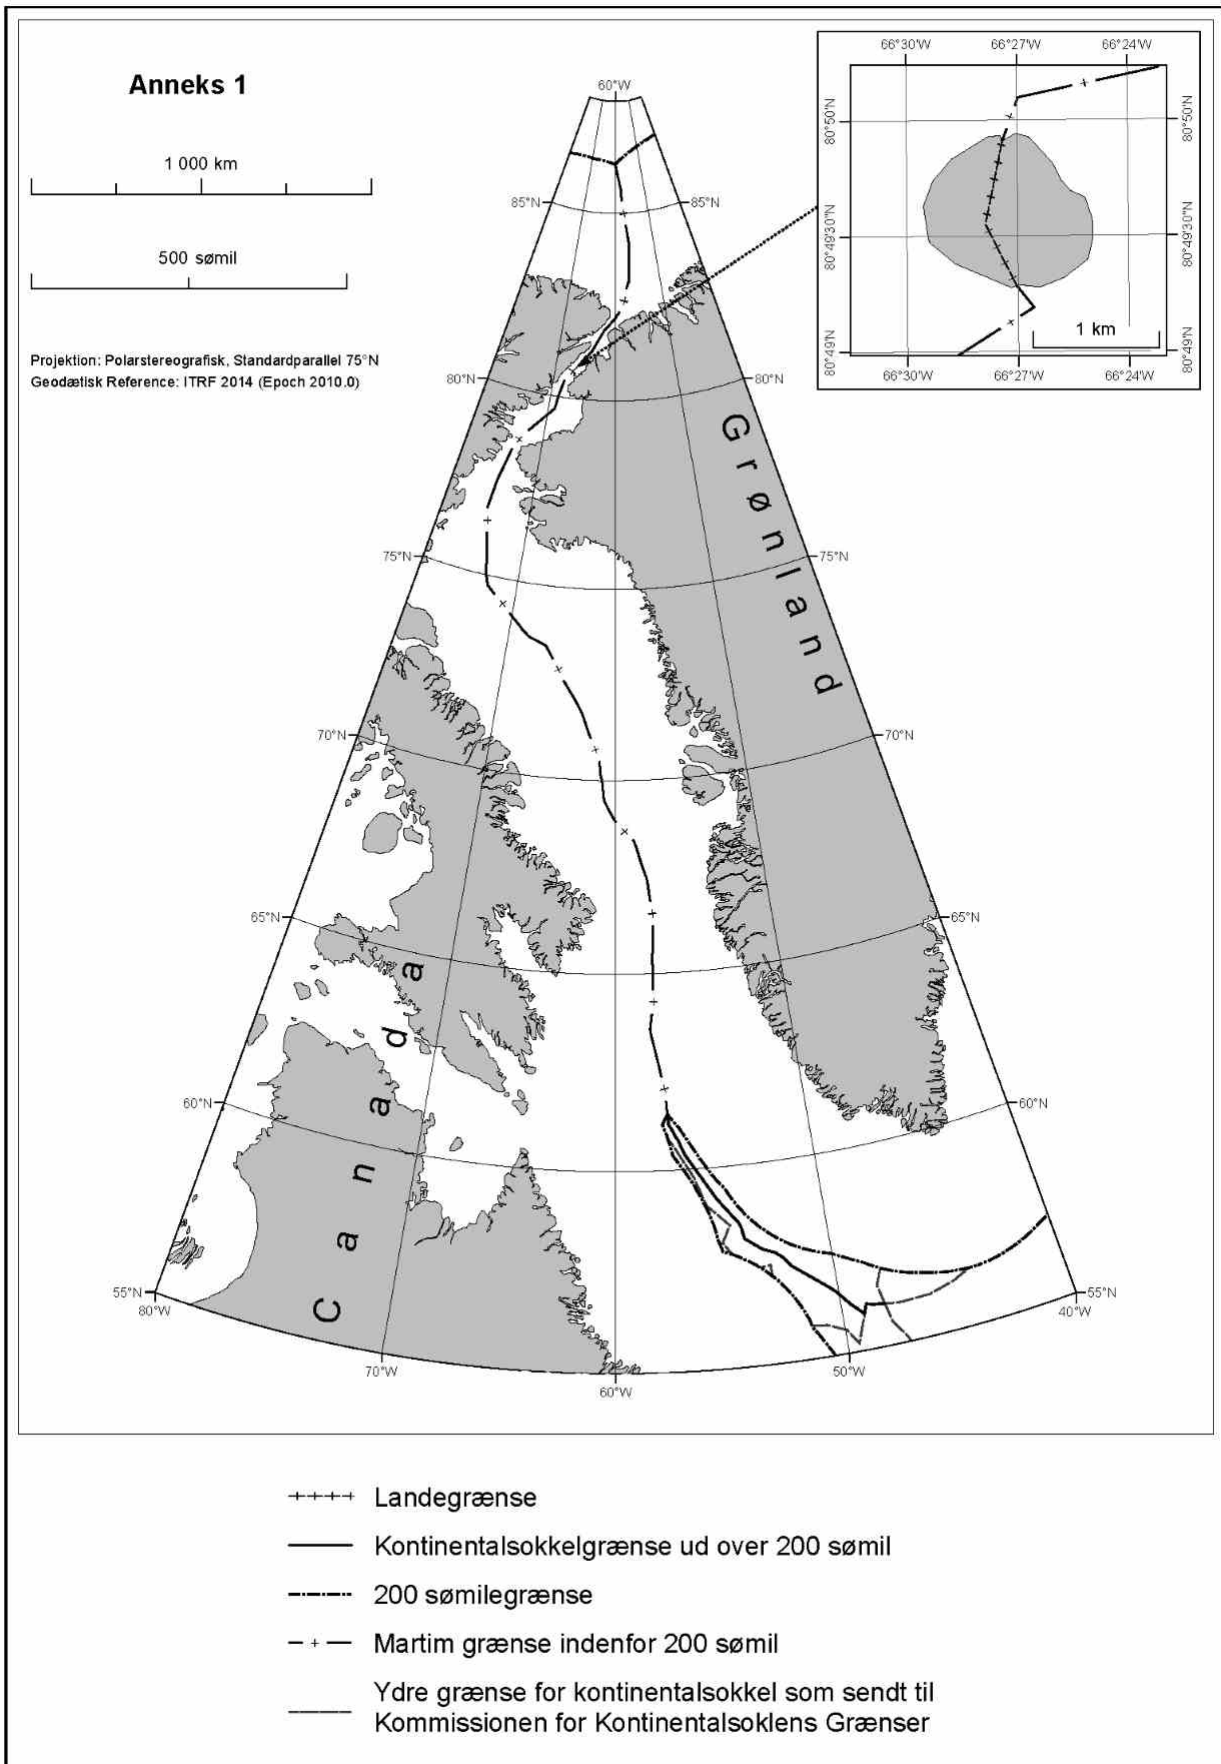 Anneks 1
1 000 km
500 sømil
Projektion: Polarstereografisk, Standardparallel 75°N
Geodætisk Reference: ITRF 2014 (Epoch 2010.0)
66°30'W 66°27'W 66°24'W
80°50'N 80°50'N
80°49'30"N 80°49'30"N
80°49'N 80°49'N
1 km
66°30'W 66°27'W 66°24'W
60°W
85°N 85°N
80°N 80°N
75°N 75°N
70°N 70°N
65°N 65°N
60°N 60°N
55°N 55°N
80°W 40°W
70°W 50°W
60°W
Grønland
Canada
Landegrænse
Kontinentalsokkelgrænse ud over 200 sømil
200 sømilegrænse
Martim grænse indenfor 200 sømil
Ydre grænse for kontinentalsokkel som sendt til
Kommissionen for Kontinentalsoklens Grænser